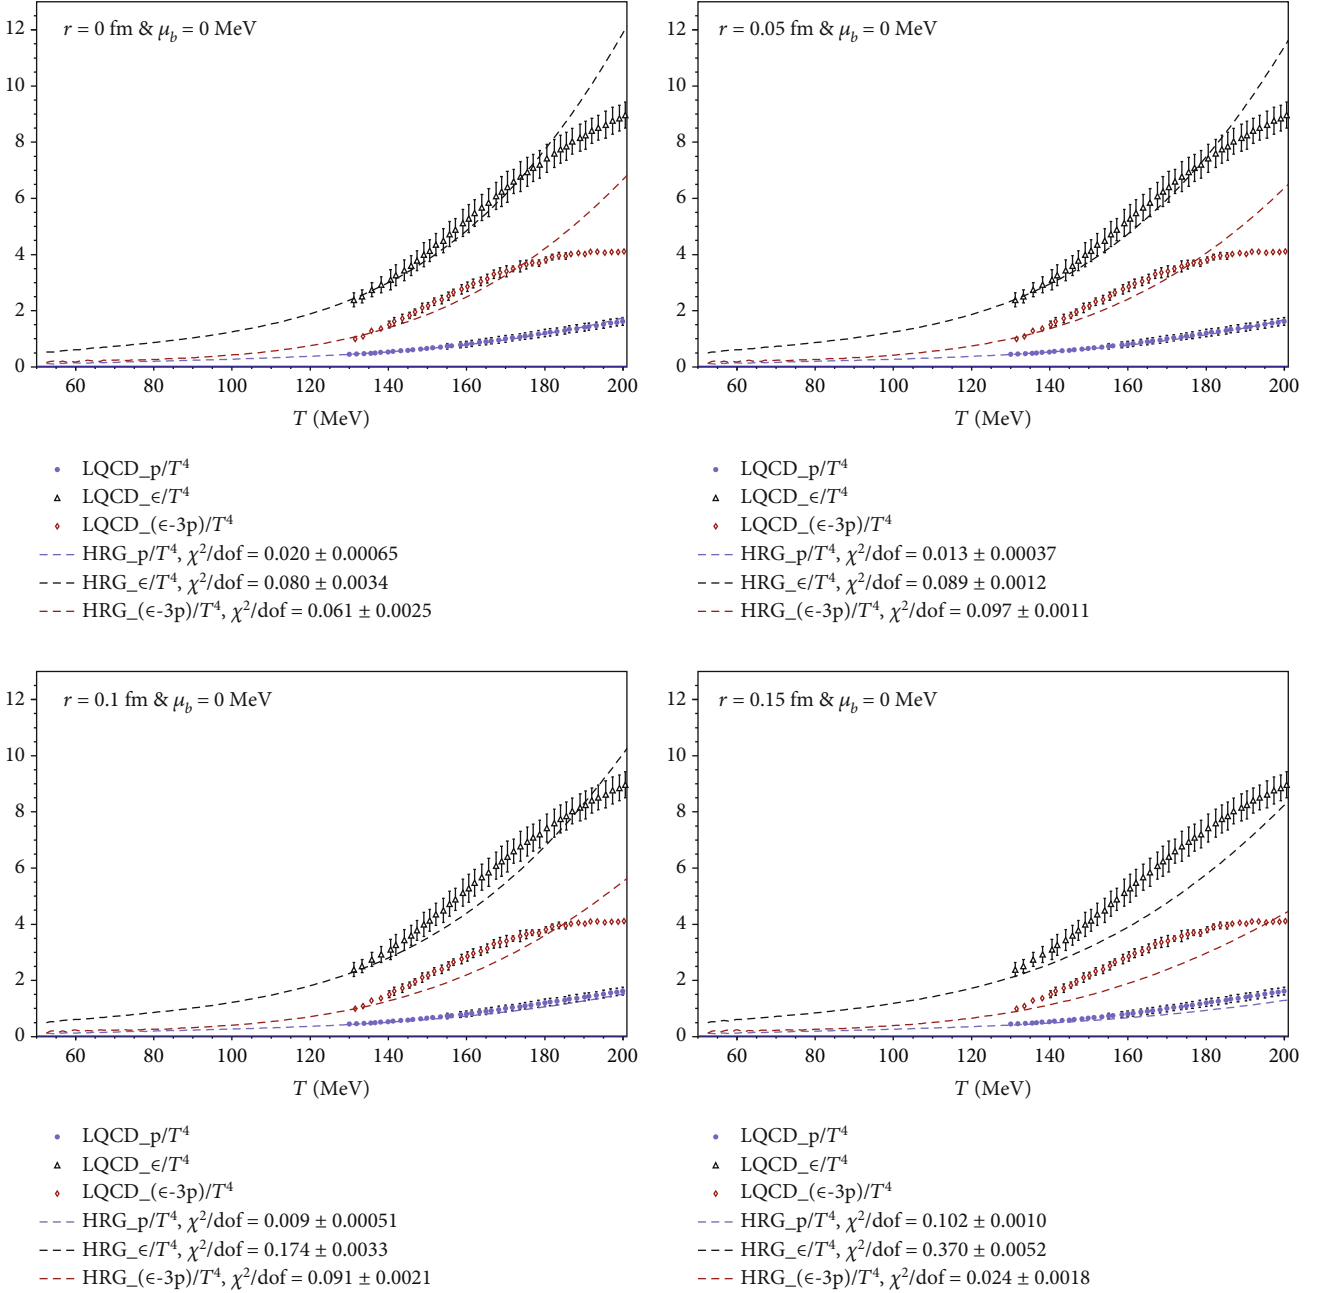 r = 0 fm & μb = 0 MeV
12
10
8
6
4
2
0
60
80
100
120
140
160
180
200
T (MeV)
LQCD_p/T⁴
LQCD_ϵ/T⁴
LQCD_(ϵ-3p)/T⁴
HRG_p/T⁴, χ²/dof = 0.020 ± 0.00065
HRG_ϵ/T⁴, χ²/dof = 0.080 ± 0.0034
HRG_(ϵ-3p)/T⁴, χ²/dof = 0.061 ± 0.0025
r = 0.05 fm & μb = 0 MeV
12
10
8
6
4
2
0
60
80
100
120
140
160
180
200
T (MeV)
LQCD_p/T⁴
LQCD_ϵ/T⁴
LQCD_(ϵ-3p)/T⁴
HRG_p/T⁴, χ²/dof = 0.013 ± 0.00037
HRG_ϵ/T⁴, χ²/dof = 0.089 ± 0.0012
HRG_(ϵ-3p)/T⁴, χ²/dof = 0.097 ± 0.0011
r = 0.1 fm & μb = 0 MeV
12
10
8
6
4
2
0
60
80
100
120
140
160
180
200
T (MeV)
LQCD_p/T⁴
LQCD_ϵ/T⁴
LQCD_(ϵ-3p)/T⁴
HRG_p/T⁴, χ²/dof = 0.009 ± 0.00051
HRG_ϵ/T⁴, χ²/dof = 0.174 ± 0.0033
HRG_(ϵ-3p)/T⁴, χ²/dof = 0.091 ± 0.0021
r = 0.15 fm & μb = 0 MeV
12
10
8
6
4
2
0
60
80
100
120
140
160
180
200
T (MeV)
LQCD_p/T⁴
LQCD_ϵ/T⁴
LQCD_(ϵ-3p)/T⁴
HRG_p/T⁴, χ²/dof = 0.102 ± 0.0010
HRG_ϵ/T⁴, χ²/dof = 0.370 ± 0.0052
HRG_(ϵ-3p)/T⁴, χ²/dof = 0.024 ± 0.0018